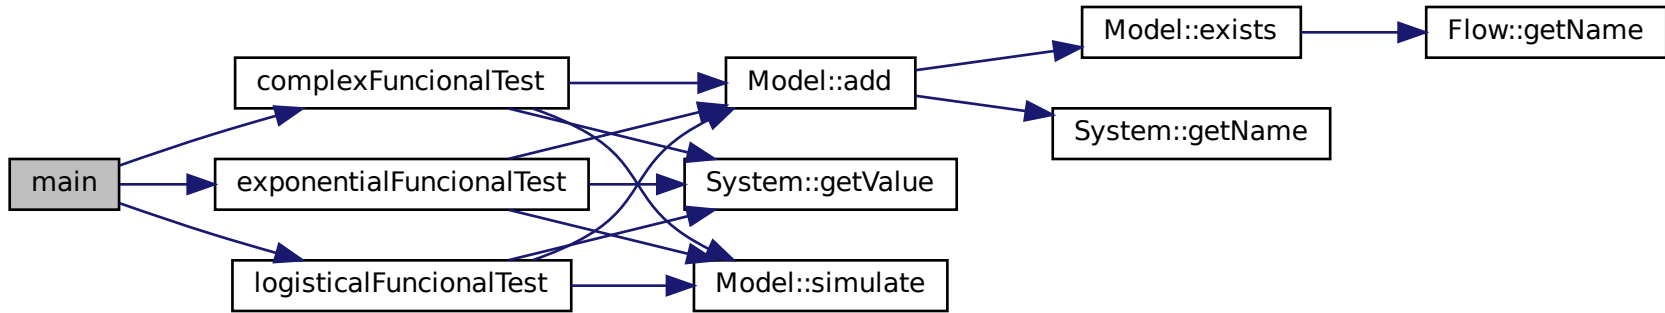 main
complexFuncionalTest
exponentialFuncionalTest
logisticalFuncionalTest
Model::add
System::getValue
Model::simulate
Model::exists
System::getName
Flow::getName